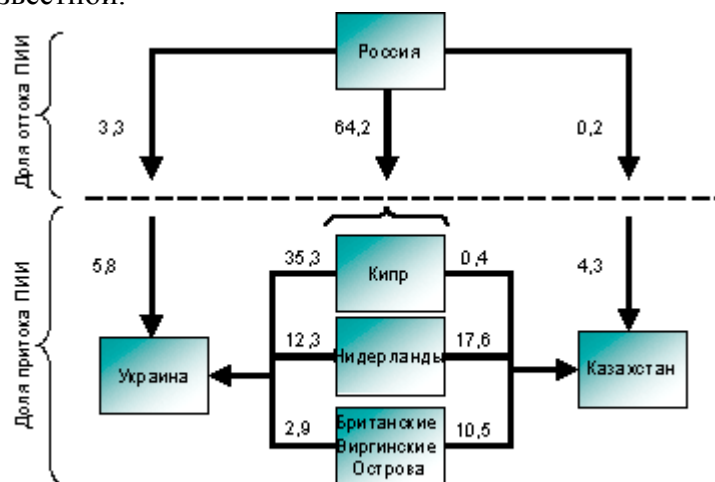 звестной.
Россия
Доля оттока ПИИ
3,3
64,2
0,2
Доля притока ПИИ
5,8
35,3
Кипр
0,4
4,3
12,3
Нидерланды
17,6
Украина
Казахстан
2,9
Британские
Виргинские
Острова
10,5